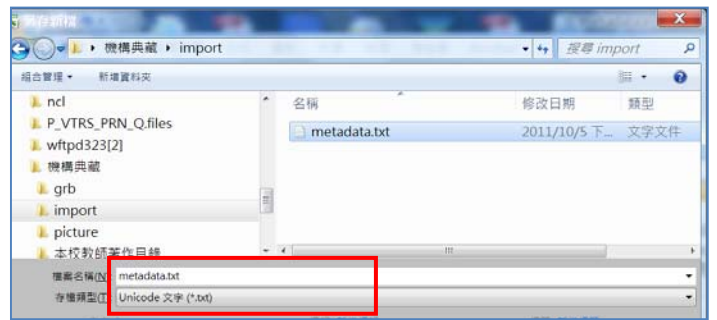 另存新檔
機構典藏 ▸ import
搜尋 import
組合管理 ▾ 新增資料夾
名稱 修改日期 類型
metadata.txt 2011/10/5 下... 文字文件
ncl
P_VTRS_PRN_Q.files
wftpd323[2]
機構典藏
grb
import
picture
本校教師著作目錄
檔案名稱(N) metadata.txt
存檔類型(T) Unicode 文字 (*.txt)